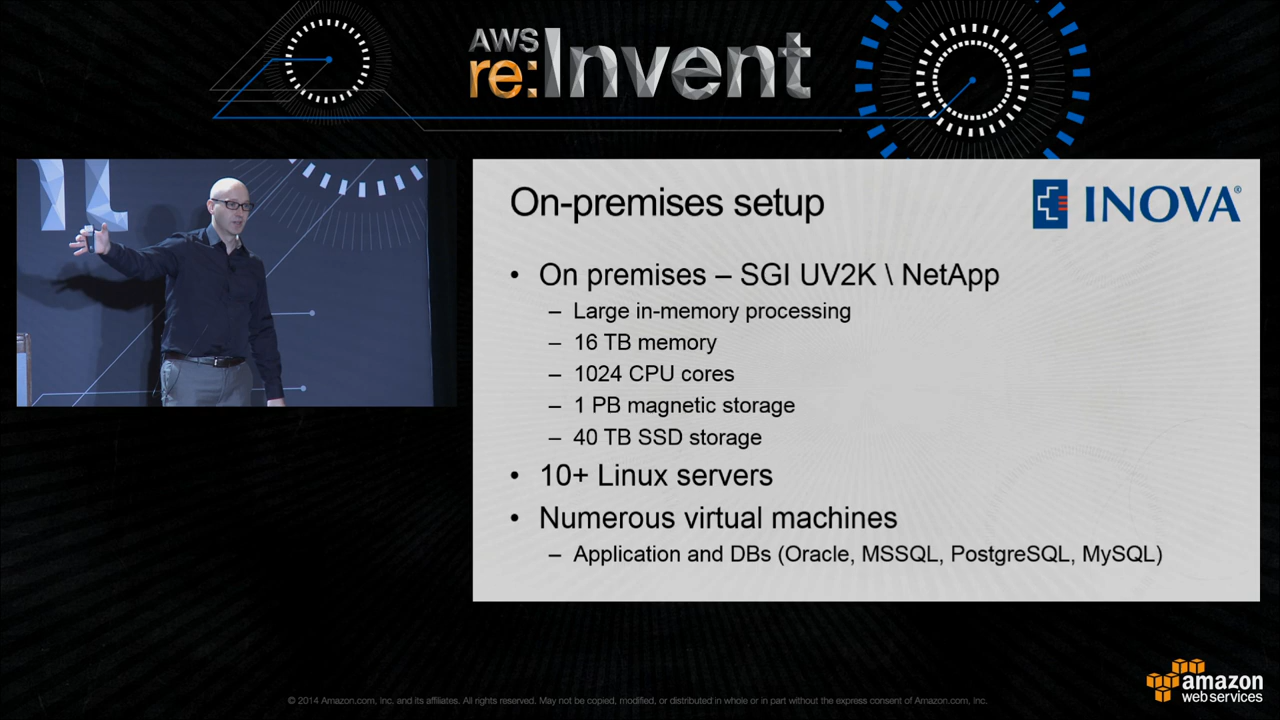 AWS
re:Invent
On-premises setup
INOVA®
• On premises – SGI UV2K \ NetApp
– Large in-memory processing
– 16 TB memory
– 1024 CPU cores
– 1 PB magnetic storage
– 40 TB SSD storage
• 10+ Linux servers
• Numerous virtual machines
– Application and DBs (Oracle, MSSQL, PostgreSQL, MySQL)
amazon
web services
© 2014 Amazon.com, Inc, and its affiliates. All rights reserved. May not be copied, modified, or distributed in whole or in part without the express consent of Amazon.com, Inc.